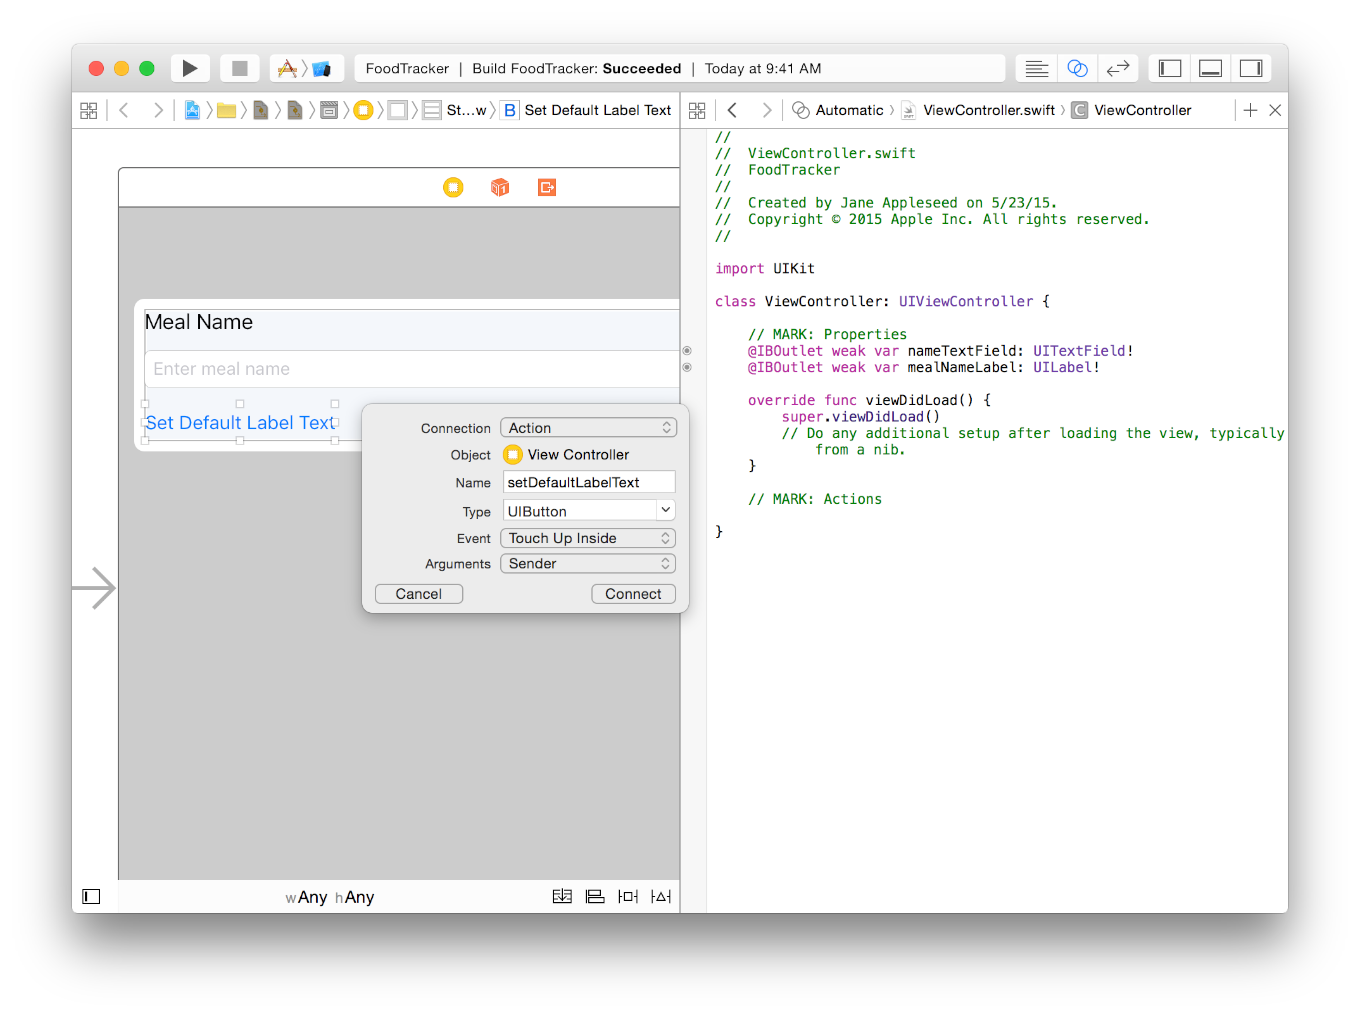 FoodTracker | Build FoodTracker: Succeeded | Today at 9:41 AM
St...w B Set Default Label Text
Automatic ViewController.swift C ViewController
Meal Name
Enter meal name
Set Default Label Text
Connection Action
Object View Controller
Name setDefaultLabelText
Type UIButton
Event Touch Up Inside
Arguments Sender
Cancel Connect
wAny hAny
//
// ViewController.swift
// FoodTracker
//
// Created by Jane Appleseed on 5/23/15.
// Copyright © 2015 Apple Inc. All rights reserved.
//
import UIKit
class ViewController: UIViewController {
// MARK: Properties
@IBOutlet weak var nameTextField: UITextField!
@IBOutlet weak var mealNameLabel: UILabel!
override func viewDidLoad() {
super.viewDidLoad()
// Do any additional setup after loading the view, typically
from a nib.
}
// MARK: Actions
}